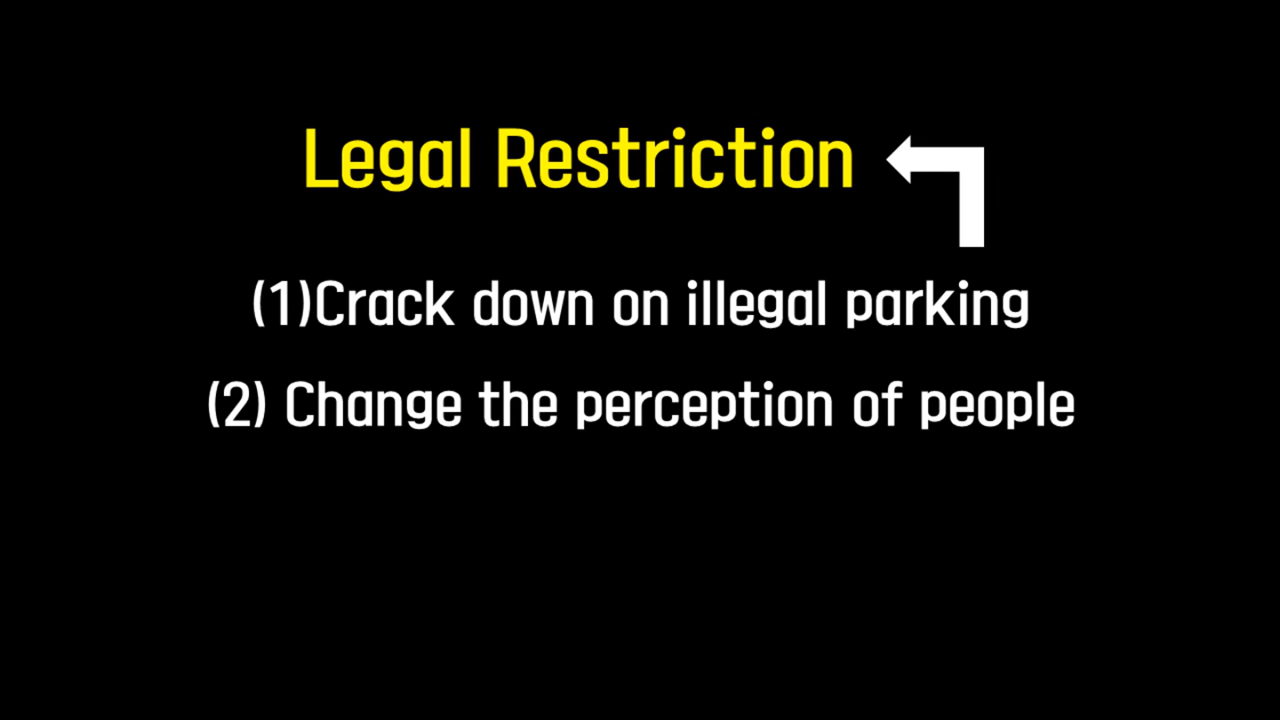 Legal Restriction
(1)Crack down on illegal parking
(2) Change the perception of people